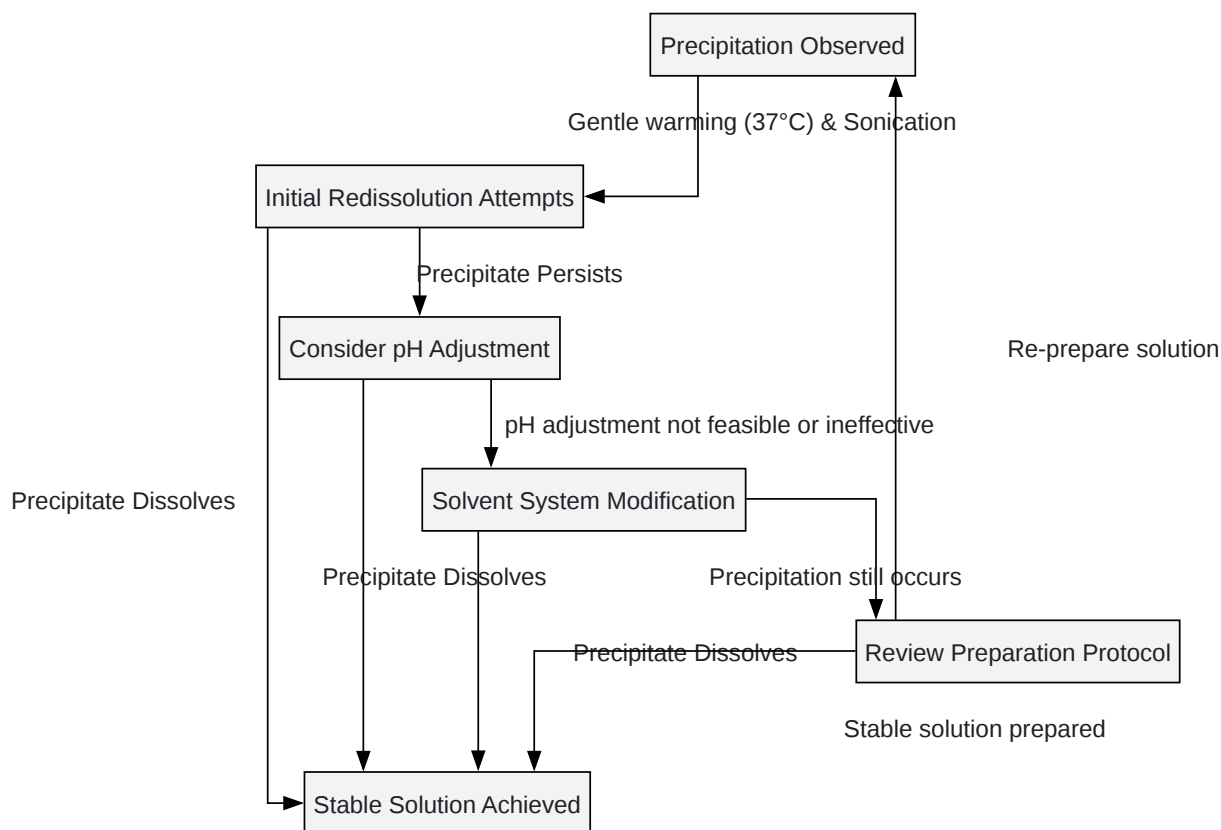 Precipitation Observed
Gentle warming (37°C) & Sonication
Initial Redissolution Attempts
Precipitate Persists
Consider pH Adjustment
Re-prepare solution
pH adjustment not feasible or ineffective
Precipitate Dissolves
Solvent System Modification
Precipitate Dissolves
Precipitation still occurs
Precipitate Dissolves
Review Preparation Protocol
Stable solution prepared
Stable Solution Achieved